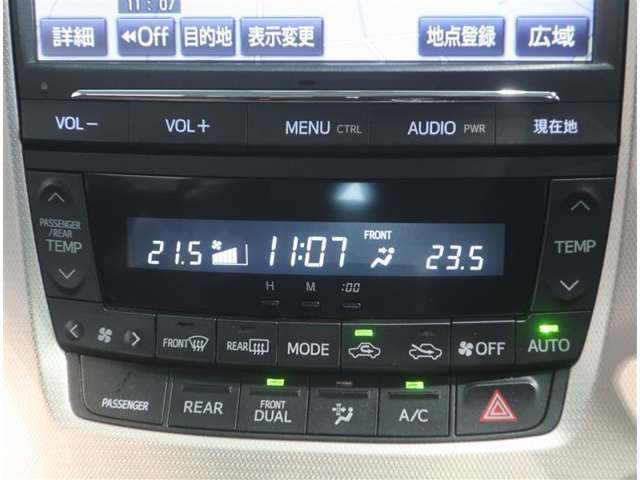 11:07
詳細 ◀◀Off 目的地 表示変更 地点登録 広域
VOL− VOL+ MENU CTRL AUDIO PWR 現在地
PASSENGER
/REAR
TEMP
21.5 11:07 FRONT 23.5
TEMP
H M :00
FRONT REAR MODE OFF AUTO
PASSENGER REAR FRONT DUAL A/C